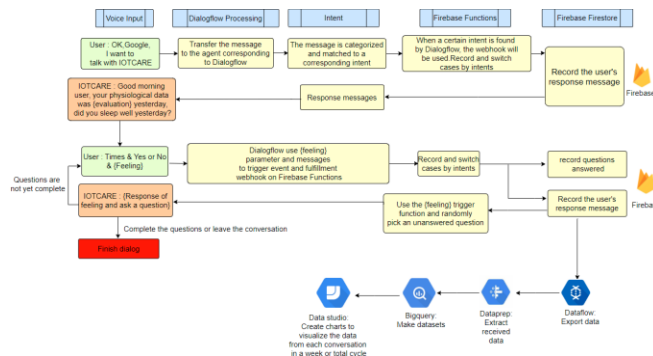 Voice Input
Dialogflow Processing
Intent
Firebase Functions
Firebase Firestore
User : OK,Google,
I want to
talk with IOTCARE
Transfer the message
to the agent corresponding
to Dialogflow
The message is categorized
and matched to a
corresponding intent
When a certain intent is found
by Dialogflow, the webhook will
be used.Record and switch
cases by intents
Record the user's
response message
Firebase
IOTCARE : Good morning
user, your physiological data
was {evaluation} yesterday,
did you sleep well yesterday?
Response messages
User : Times & Yes or No
& {Feeling}
Dialogflow use {feeling}
parameter and messages
to trigger event and fulfillment
webhook on Firebase Functions
Record and switch
cases by intents
record questions
answered
Questions are
not yet complete
IOTCARE : {Response of
feeling and ask a question}
Use the {feeling} trigger
function and randomly
pick an unanswered question
Record the user's
response message
Fireba
Complete the questions or leave the conversation
Finish dialog
Data studio:
Create charts to
visualize the data
from each conversation
in a week or total cycle
Bigquery:
Make datasets
Dataprep:
Extract
received
data
Dataflow:
Export data